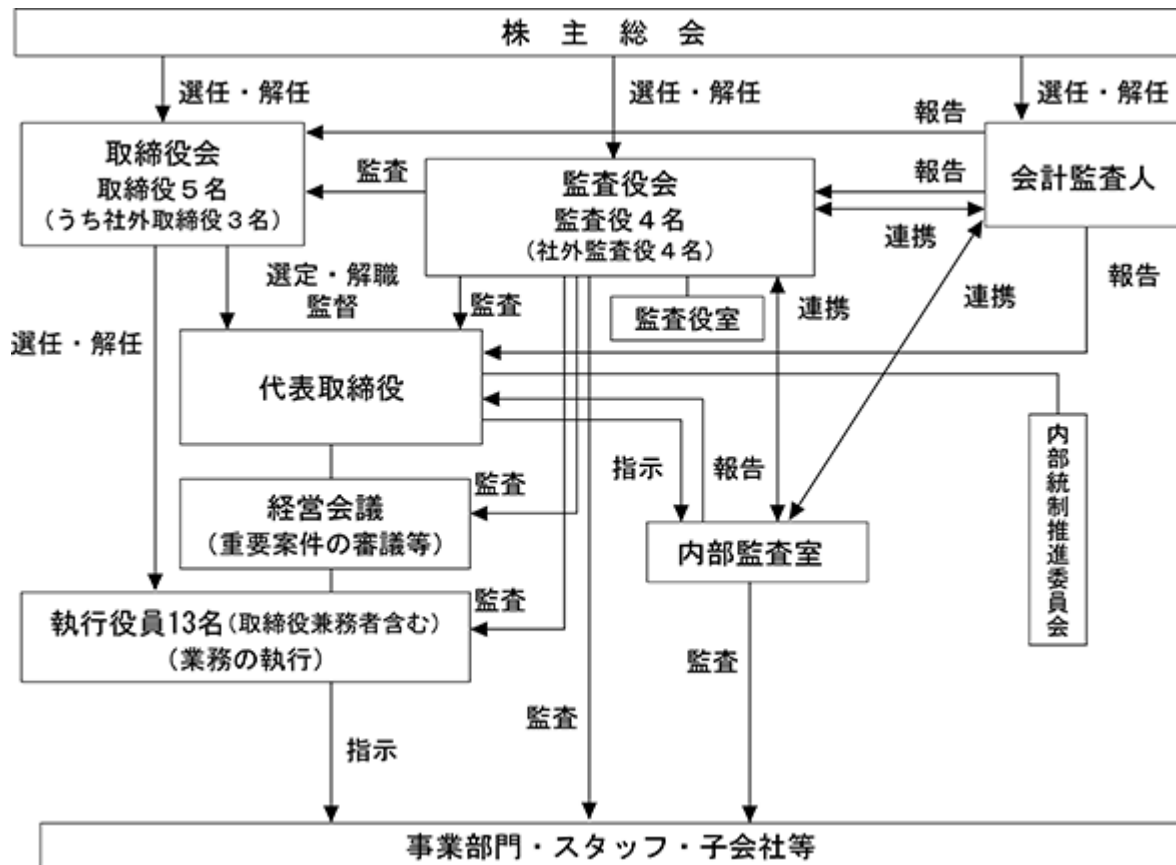 株主総会
選任・解任
選任・解任
選任・解任
報告
取締役会
取締役5名
(うち社外取締役3名)
監査
監査役会
監査役4名
(社外監査役4名)
報告
会計監査人
連携
選定・解職
監督
監査
監査役室
連携
連携
報告
選任・解任
代表取締役
指示
報告
内部統制推進委員会
経営会議
(重要案件の審議等)
監査
内部監査室
執行役員13名(取締役兼務者含む)
(業務の執行)
監査
監査
監査
指示
事業部門・スタッフ・子会社等